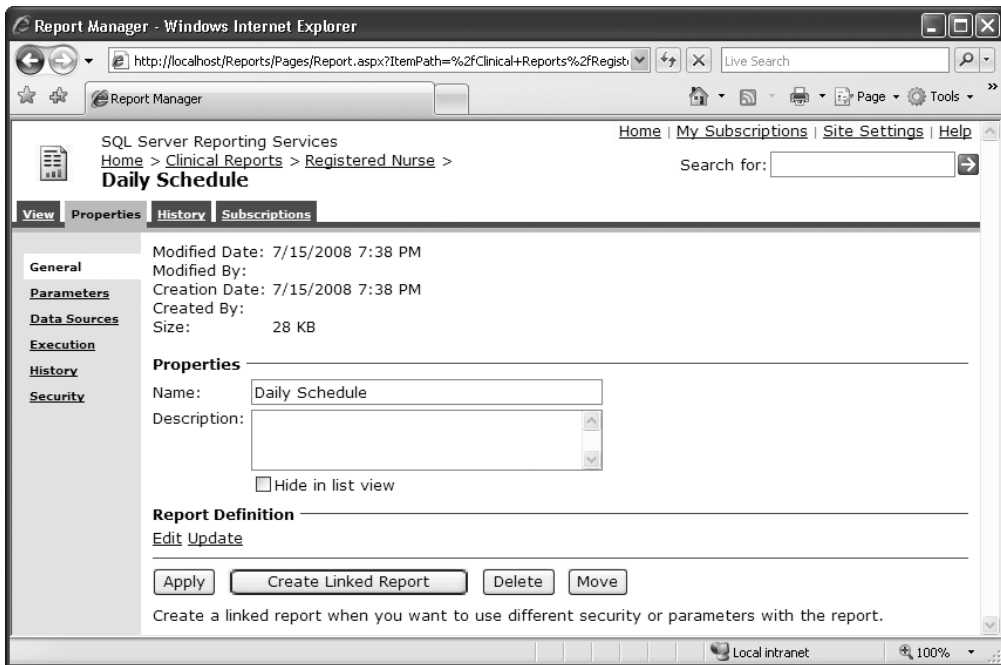 Report Manager - Windows Internet Explorer
http://localhost/Reports/Pages/Report.aspx?ItemPath=%2fClinical+Reports%2fRegist
Live Search
Report Manager
Page
Tools
»
Home | My Subscriptions | Site Settings | Help
SQL Server Reporting Services
Home > Clinical Reports > Registered Nurse >
Daily Schedule
Search for:
View Properties History Subscriptions
General
Parameters
Data Sources
Execution
History
Security
Modified Date: 7/15/2008 7:38 PM
Modified By:
Creation Date: 7/15/2008 7:38 PM
Created By:
Size: 28 KB
Properties
Name: Daily Schedule
Description:
Hide in list view
Report Definition
Edit Update
Apply Create Linked Report Delete Move
Create a linked report when you want to use different security or parameters with the report.
Local intranet 100%